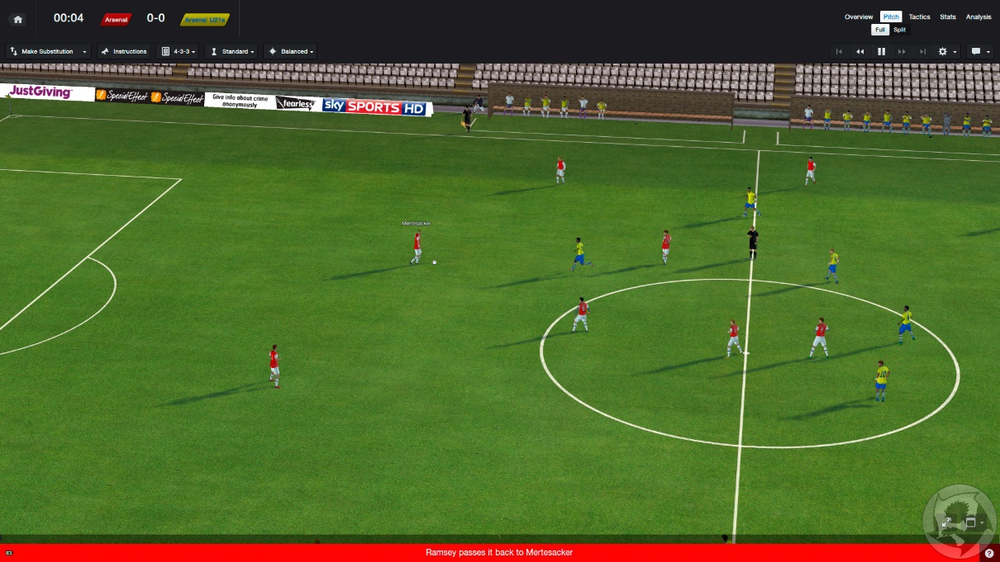 00:04
Arsenal
0-0
Arsenal U21s
Overview
Pitch
Tactics
Stats
Analysis
Full
Split
Make Substitution
Instructions
4-3-3
Standard
Balanced
JustGiving™
SpecialEffect
SpecialEffect
Give info about crime
anonymously
fearless
sky SPORTS HD
Mertesacker
10
Ramsey passes it back to Mertesacker
?